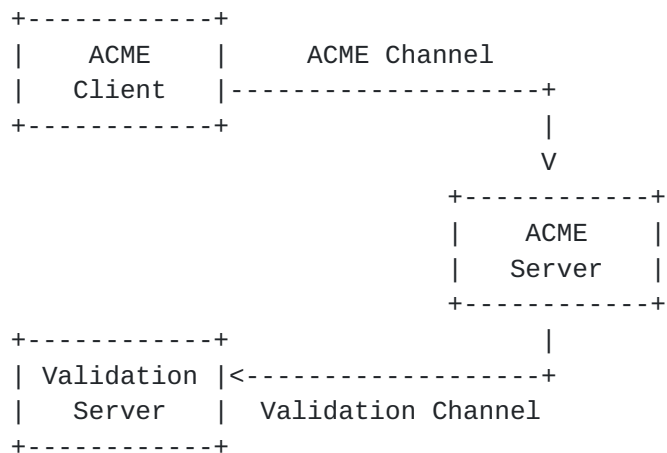 +------------+
|    ACME    |     ACME Channel
|   Client   |--------------------+
+------------+                    |
                                  V
                            +------------+
                            |    ACME    |
                            |   Server   |
                            +------------+
+------------+                    |
| Validation |<-------------------+
|   Server   |  Validation Channel
+------------+